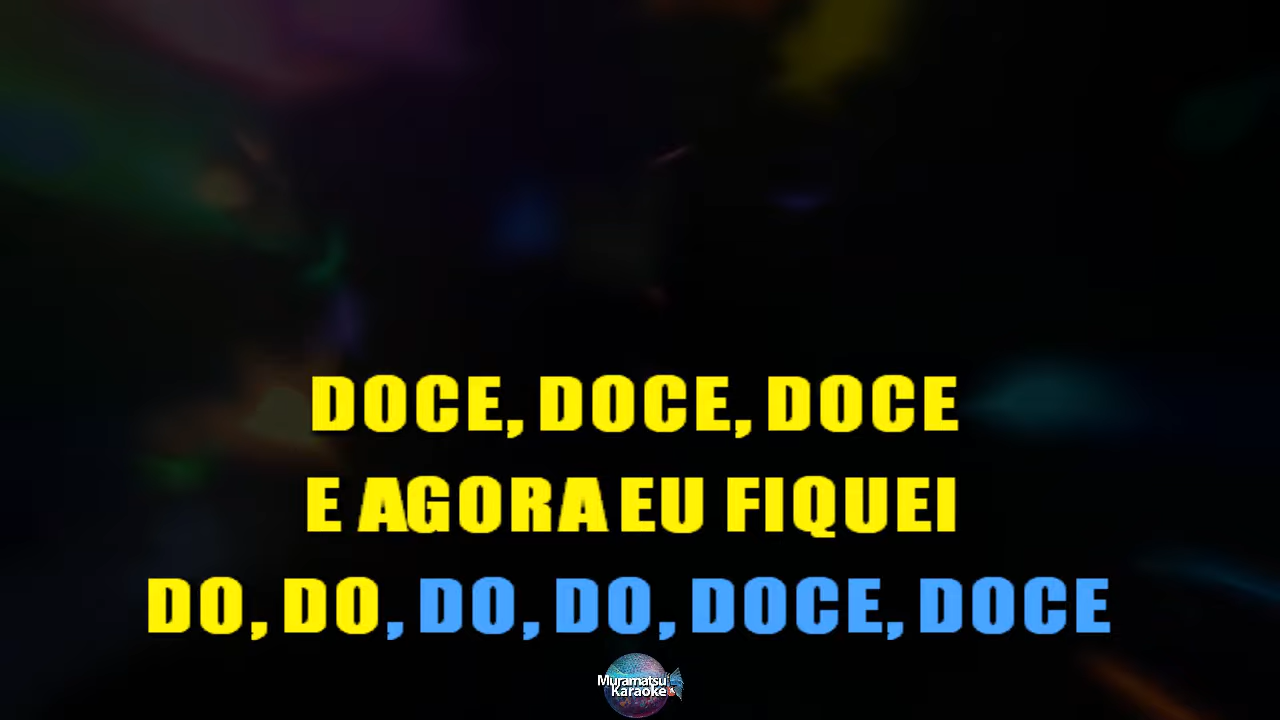 DOCE, DOCE, DOCE
E AGORA EU FIQUEI
DO, DO, DO, DO, DOCE, DOCE
Muramatsu
Karaoke